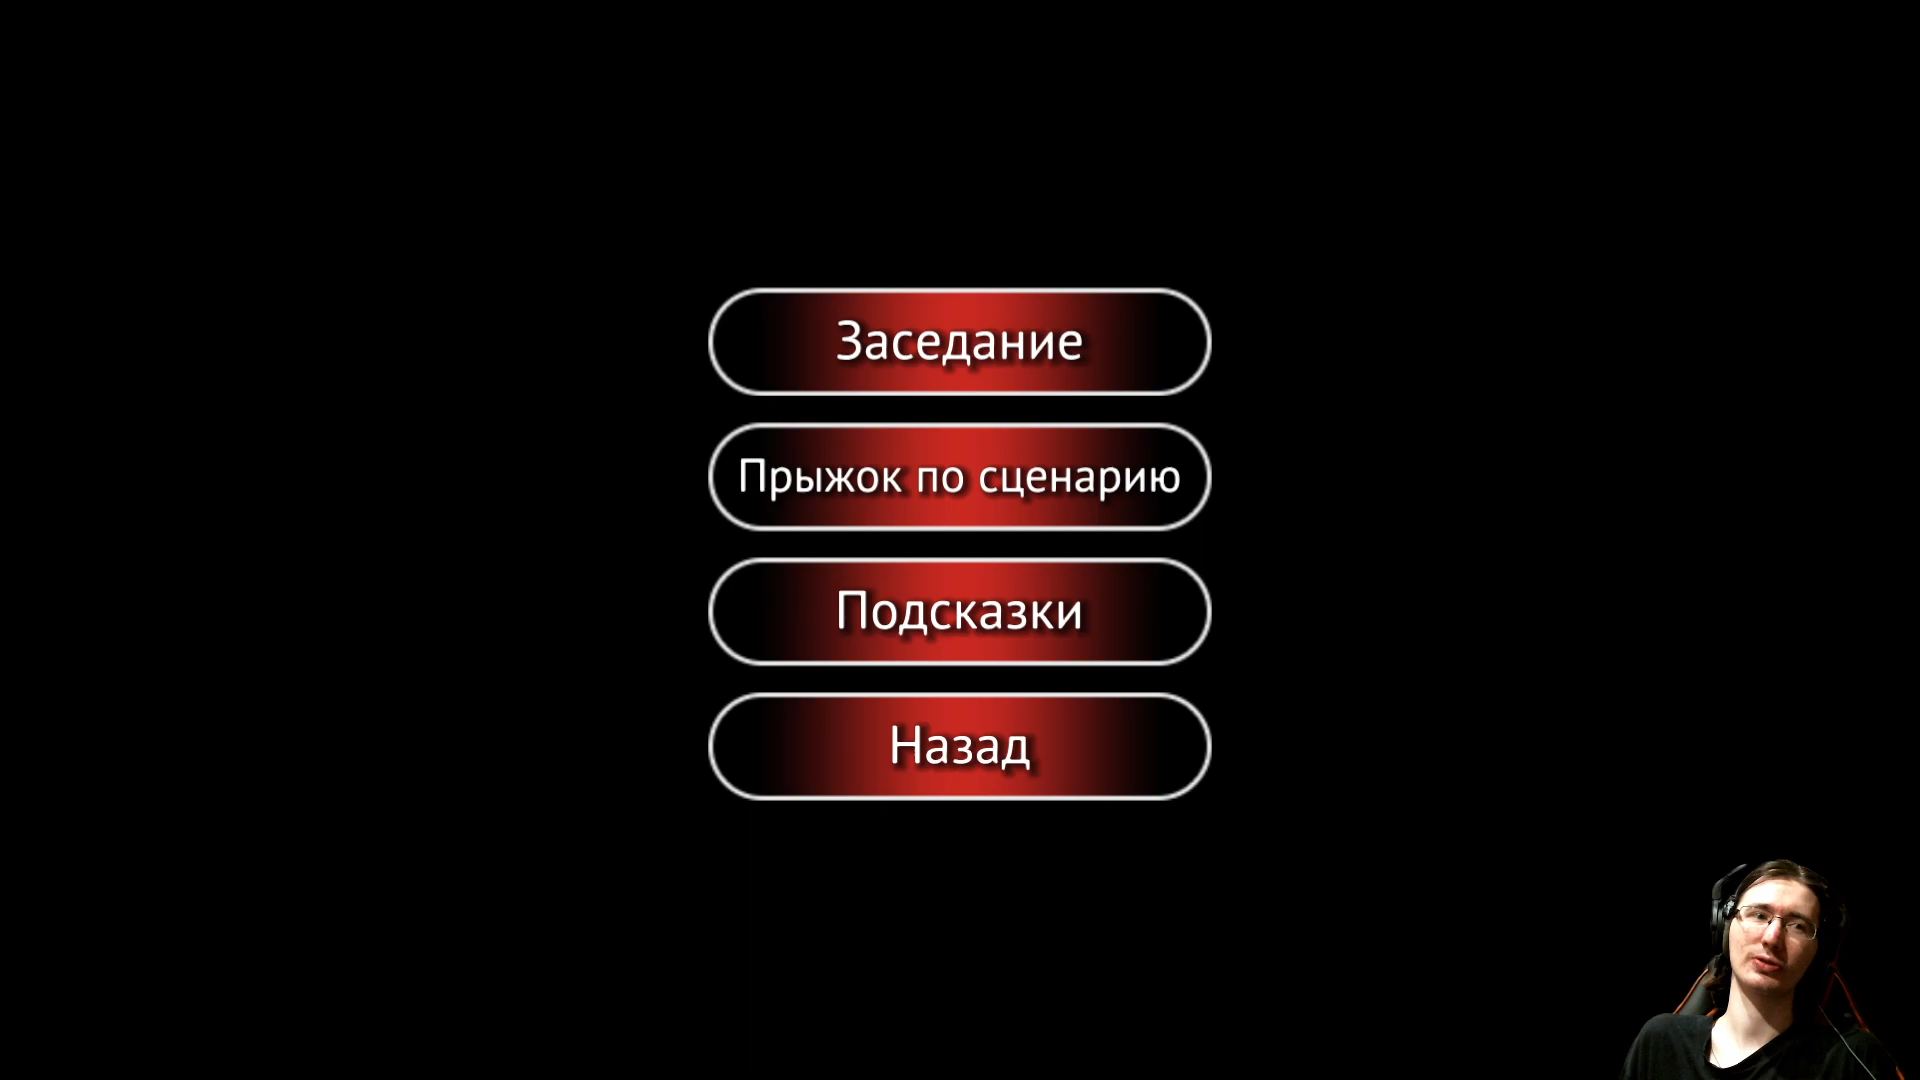 Заседание
Прыжок по сценарию
Подсказки
Назад